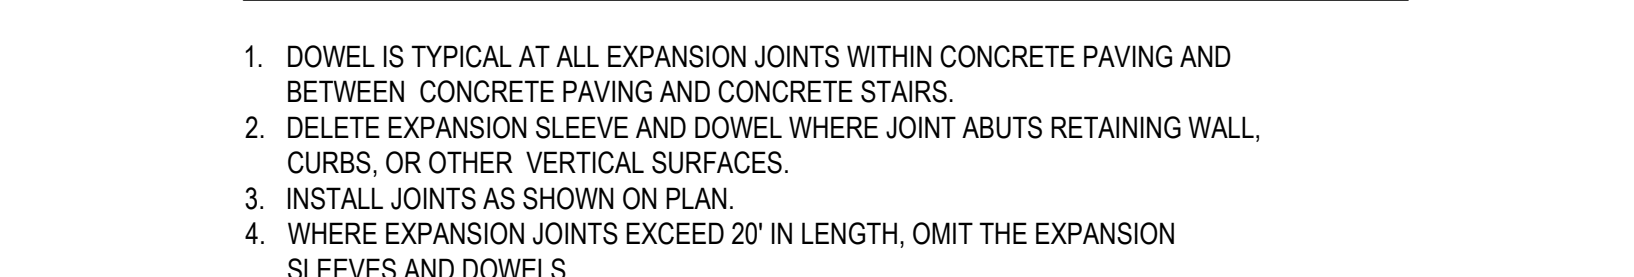 1. DOWEL IS TYPICAL AT ALL EXPANSION JOINTS WITHIN CONCRETE PAVING AND
BETWEEN CONCRETE PAVING AND CONCRETE STAIRS.
2. DELETE EXPANSION SLEEVE AND DOWEL WHERE JOINT ABUTS RETAINING WALL,
CURBS, OR OTHER VERTICAL SURFACES.
3. INSTALL JOINTS AS SHOWN ON PLAN.
4. WHERE EXPANSION JOINTS EXCEED 20' IN LENGTH, OMIT THE EXPANSION
SLEEVES AND DOWELS